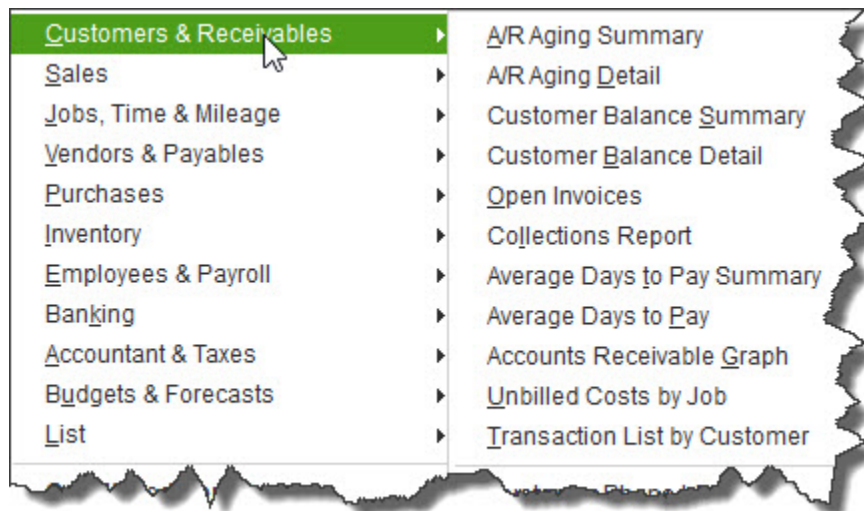 Customers & Receivables
Sales
Jobs, Time & Mileage
Vendors & Payables
Purchases
Inventory
Employees & Payroll
Banking
Accountant & Taxes
Budgets & Forecasts
List
A/R Aging Summary
A/R Aging Detail
Customer Balance Summary
Customer Balance Detail
Open Invoices
Collections Report
Average Days to Pay Summary
Average Days to Pay
Accounts Receivable Graph
Unbilled Costs by Job
Transaction List by Customer